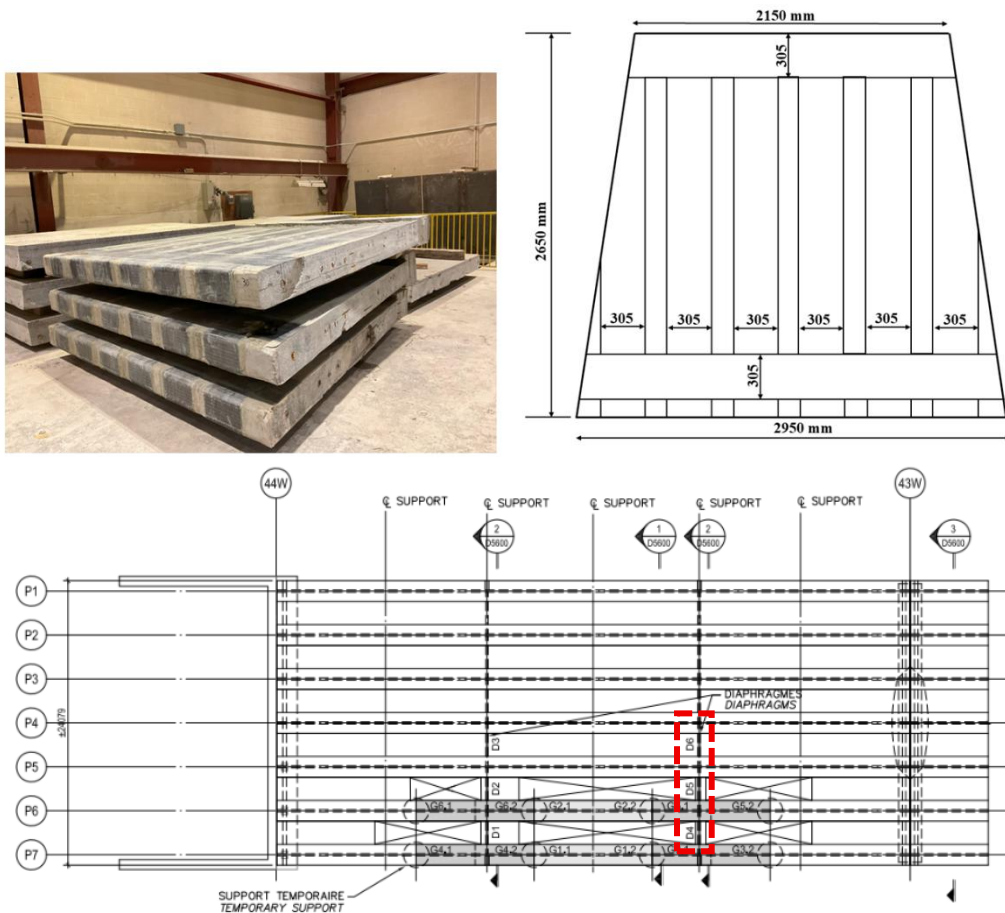 2150 mm
305
2650 mm
305 305 305 305 305 305
305
2950 mm
44W 43W
℄ SUPPORT ℄ SUPPORT ℄ SUPPORT ℄ SUPPORT ℄ SUPPORT
2 D5600
1 D5600
2 D5600
3 D5600
P1
P2
P3
P4
P5
P6
P7
±24079
DIAPHRAGMES
DIAPHRAGMS
D3 D6
D2 D5
G6.1 G6.2 G2.1 G2.2 G5.2
D1 D4
G4.1 G4.2 G1.1 G1.2 G3.2
SUPPORT TEMPORAIRE
TEMPORARY SUPPORT